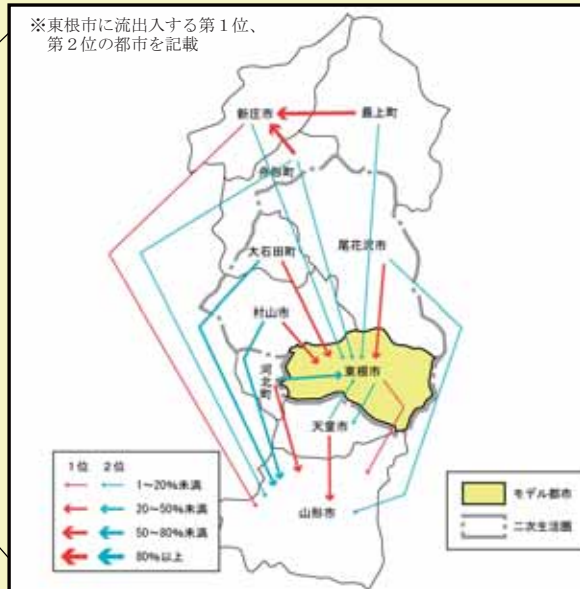 ※東根市に流出入する第1位、
第2位の都市を記載
新庄市
最上町
舟形町
大石田町
尾花沢市
村山市
河北町
東根市
天童市
山形市
1位 2位
1~20%未満
20~50%未満
50~80%未満
80%以上
モデル都市
二次生活圏